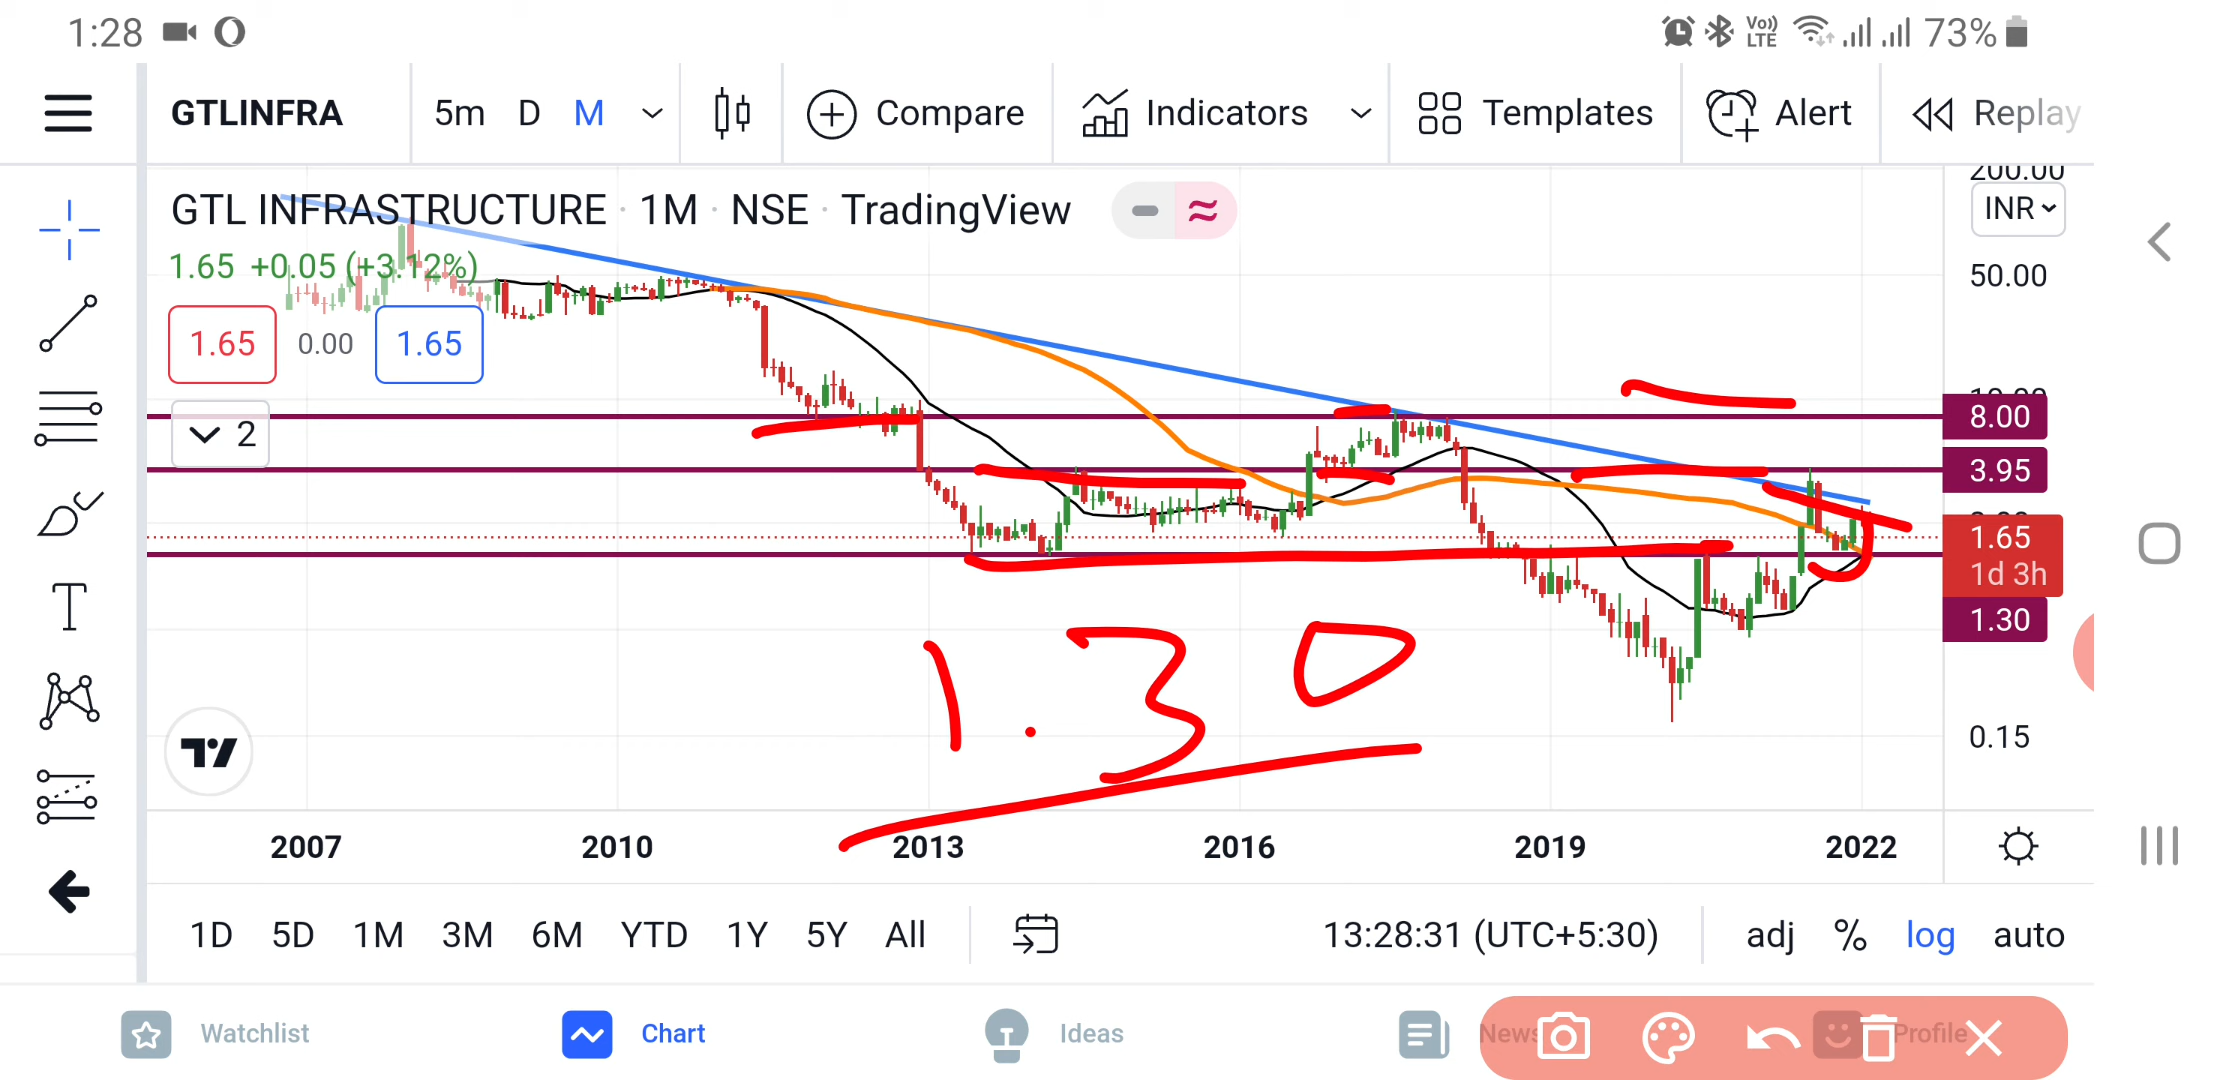 1:28 Vo)) LTE 73%
GTLINFRA 5m D M Compare Indicators Templates Alert Replay
GTL INFRASTRUCTURE · 1M · NSE · TradingView
200.00
INR
1.65 +0.05 (+3.12%)
50.00
1.65 0.00 1.65
10.00
8.00
2
3.95
1.65
1d 3h
1.30
1.30
0.15
2007 2010 2013 2016 2019 2022
1D 5D 1M 3M 6M YTD 1Y 5Y All 13:28:31 (UTC+5:30) adj % log auto
Watchlist Chart Ideas News Profile